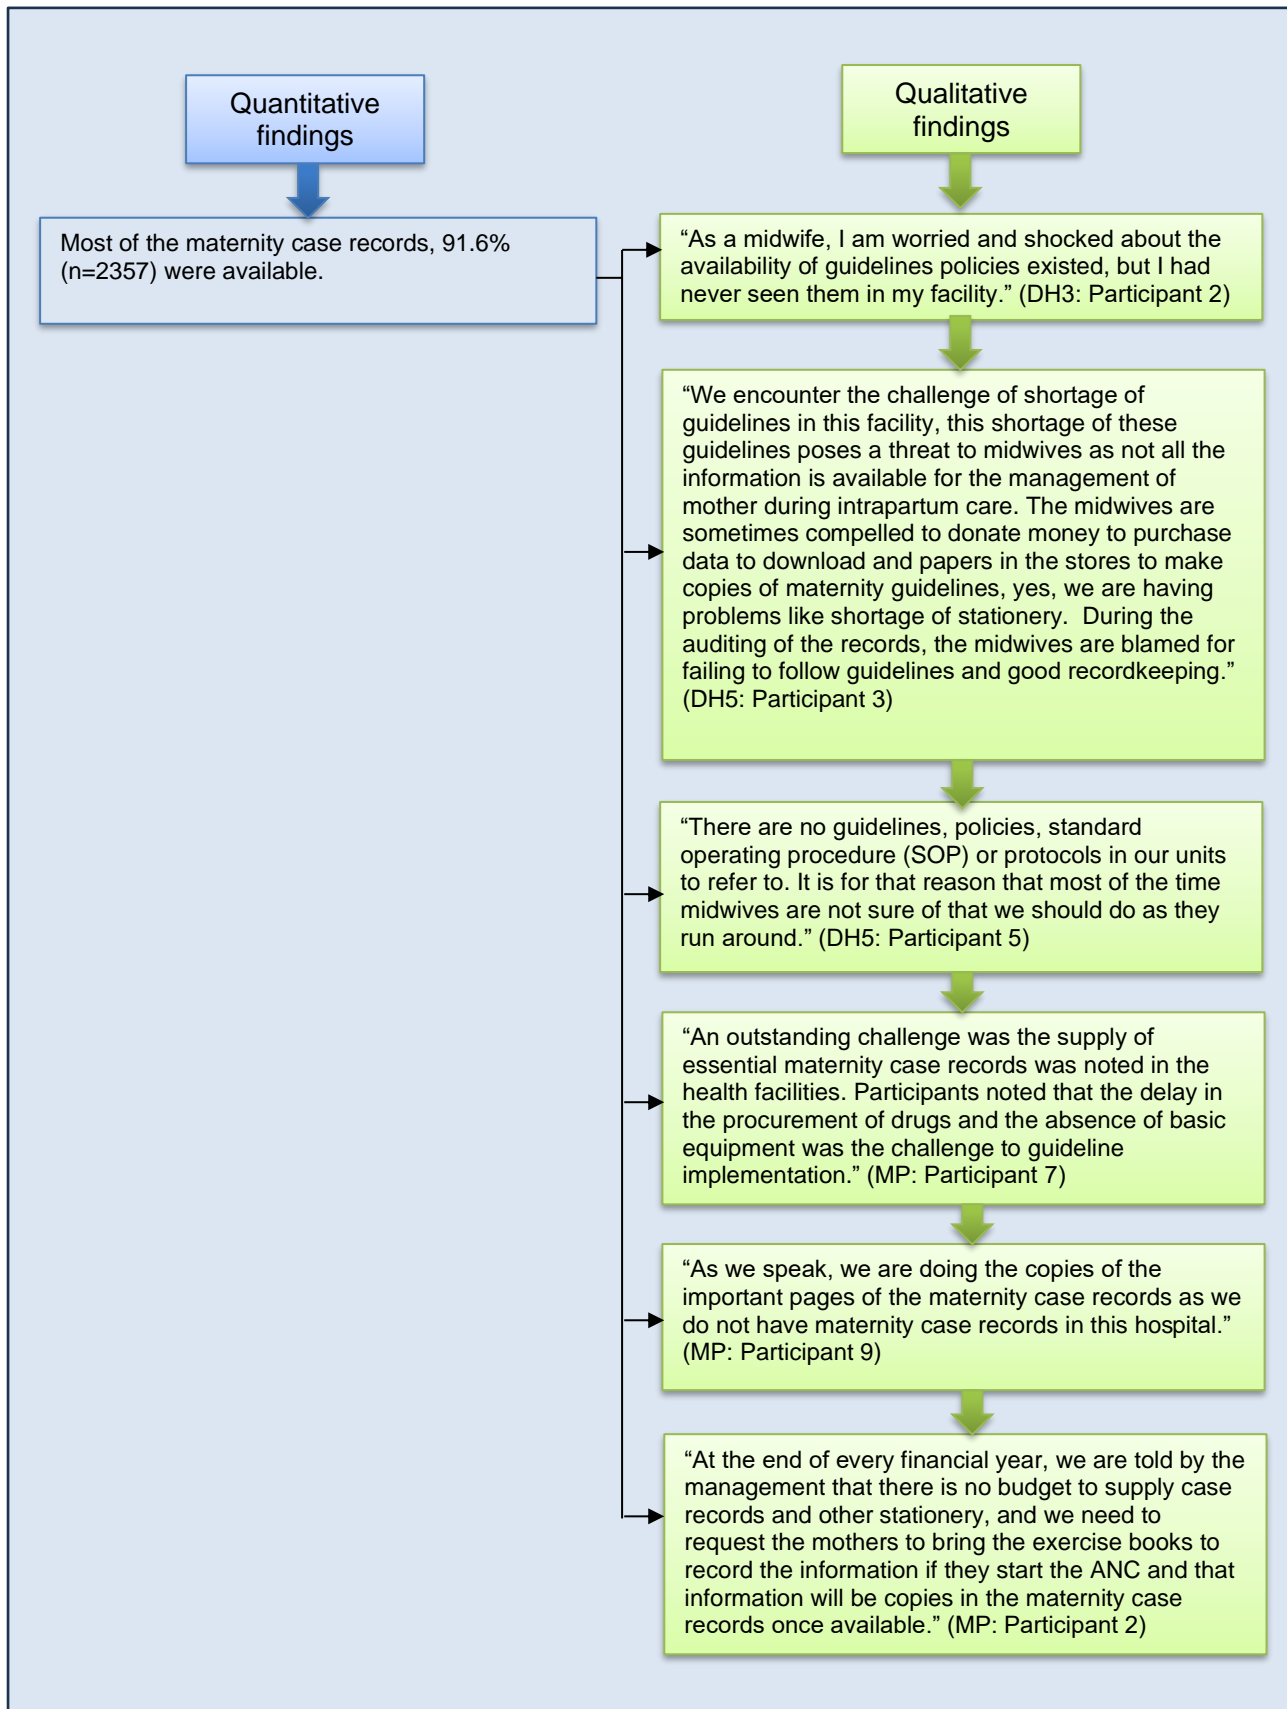 Quantitative
findings
Most of the maternity case records, 91.6%
(n=2357) were available.
Qualitative
findings
“As a midwife, I am worried and shocked about the
availability of guidelines policies existed, but I had
never seen them in my facility.” (DH3: Participant 2)
“We encounter the challenge of shortage of
guidelines in this facility, this shortage of these
guidelines poses a threat to midwives as not all the
information is available for the management of
mother during intrapartum care. The midwives are
sometimes compelled to donate money to purchase
data to download and papers in the stores to make
copies of maternity guidelines, yes, we are having
problems like shortage of stationery.  During the
auditing of the records, the midwives are blamed for
failing to follow guidelines and good recordkeeping.”
(DH5: Participant 3)
“There are no guidelines, policies, standard
operating procedure (SOP) or protocols in our units
to refer to. It is for that reason that most of the time
midwives are not sure of that we should do as they
run around.” (DH5: Participant 5)
“An outstanding challenge was the supply of
essential maternity case records was noted in the
health facilities. Participants noted that the delay in
the procurement of drugs and the absence of basic
equipment was the challenge to guideline
implementation.” (MP: Participant 7)
“As we speak, we are doing the copies of the
important pages of the maternity case records as we
do not have maternity case records in this hospital.”
(MP: Participant 9)
“At the end of every financial year, we are told by the
management that there is no budget to supply case
records and other stationery, and we need to
request the mothers to bring the exercise books to
record the information if they start the ANC and that
information will be copies in the maternity case
records once available.” (MP: Participant 2)